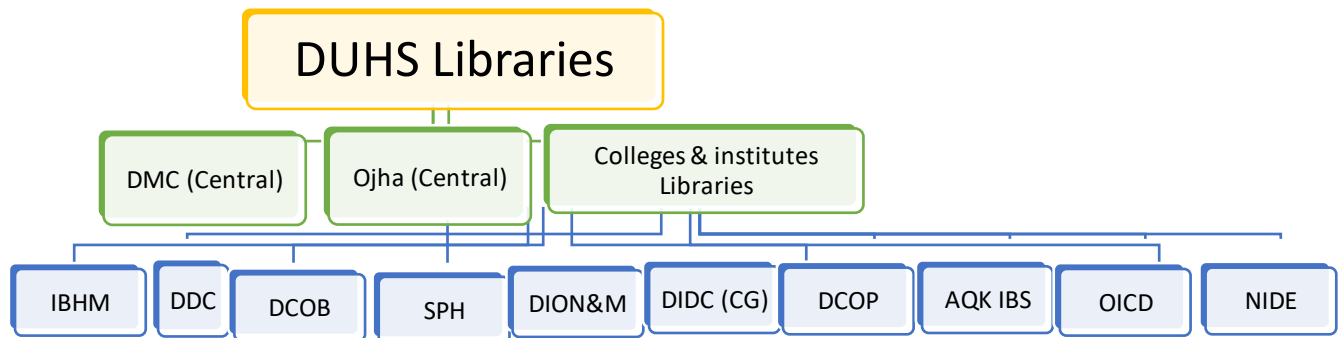 DUHS Libraries
DMC (Central)
Ojha (Central)
Colleges & institutes
Libraries
IBHM
DDC
DCOB
SPH
DION&M
DIDC (CG)
DCOP
AQK IBS
OICD
NIDE